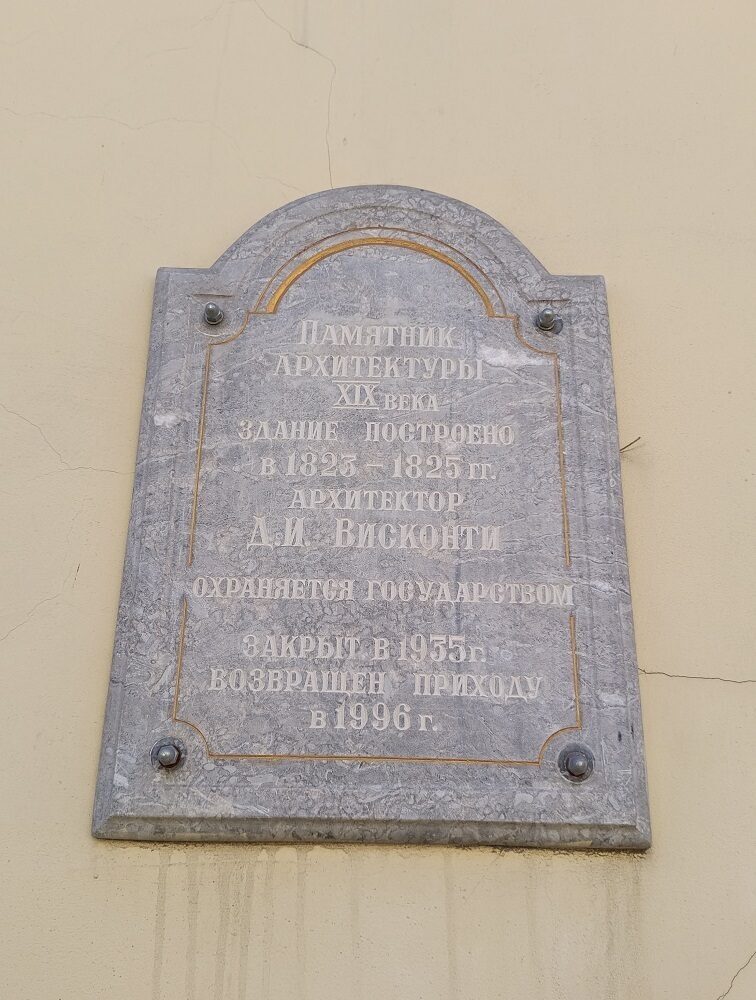 ПАМЯТНИК
АРХИТЕКТУРЫ
XIX ВЕКА
ЗДАНИЕ ПОСТРОЕНО
В 1823 – 1825 ГГ.
АРХИТЕКТОР
Д.И. ВИСКОНТИ
ОХРАНЯЕТСЯ ГОСУДАРСТВОМ
ЗАКРЫТ В 1935 Г.
ВОЗВРАЩЕН ПРИХОДУ
В 1996 Г.